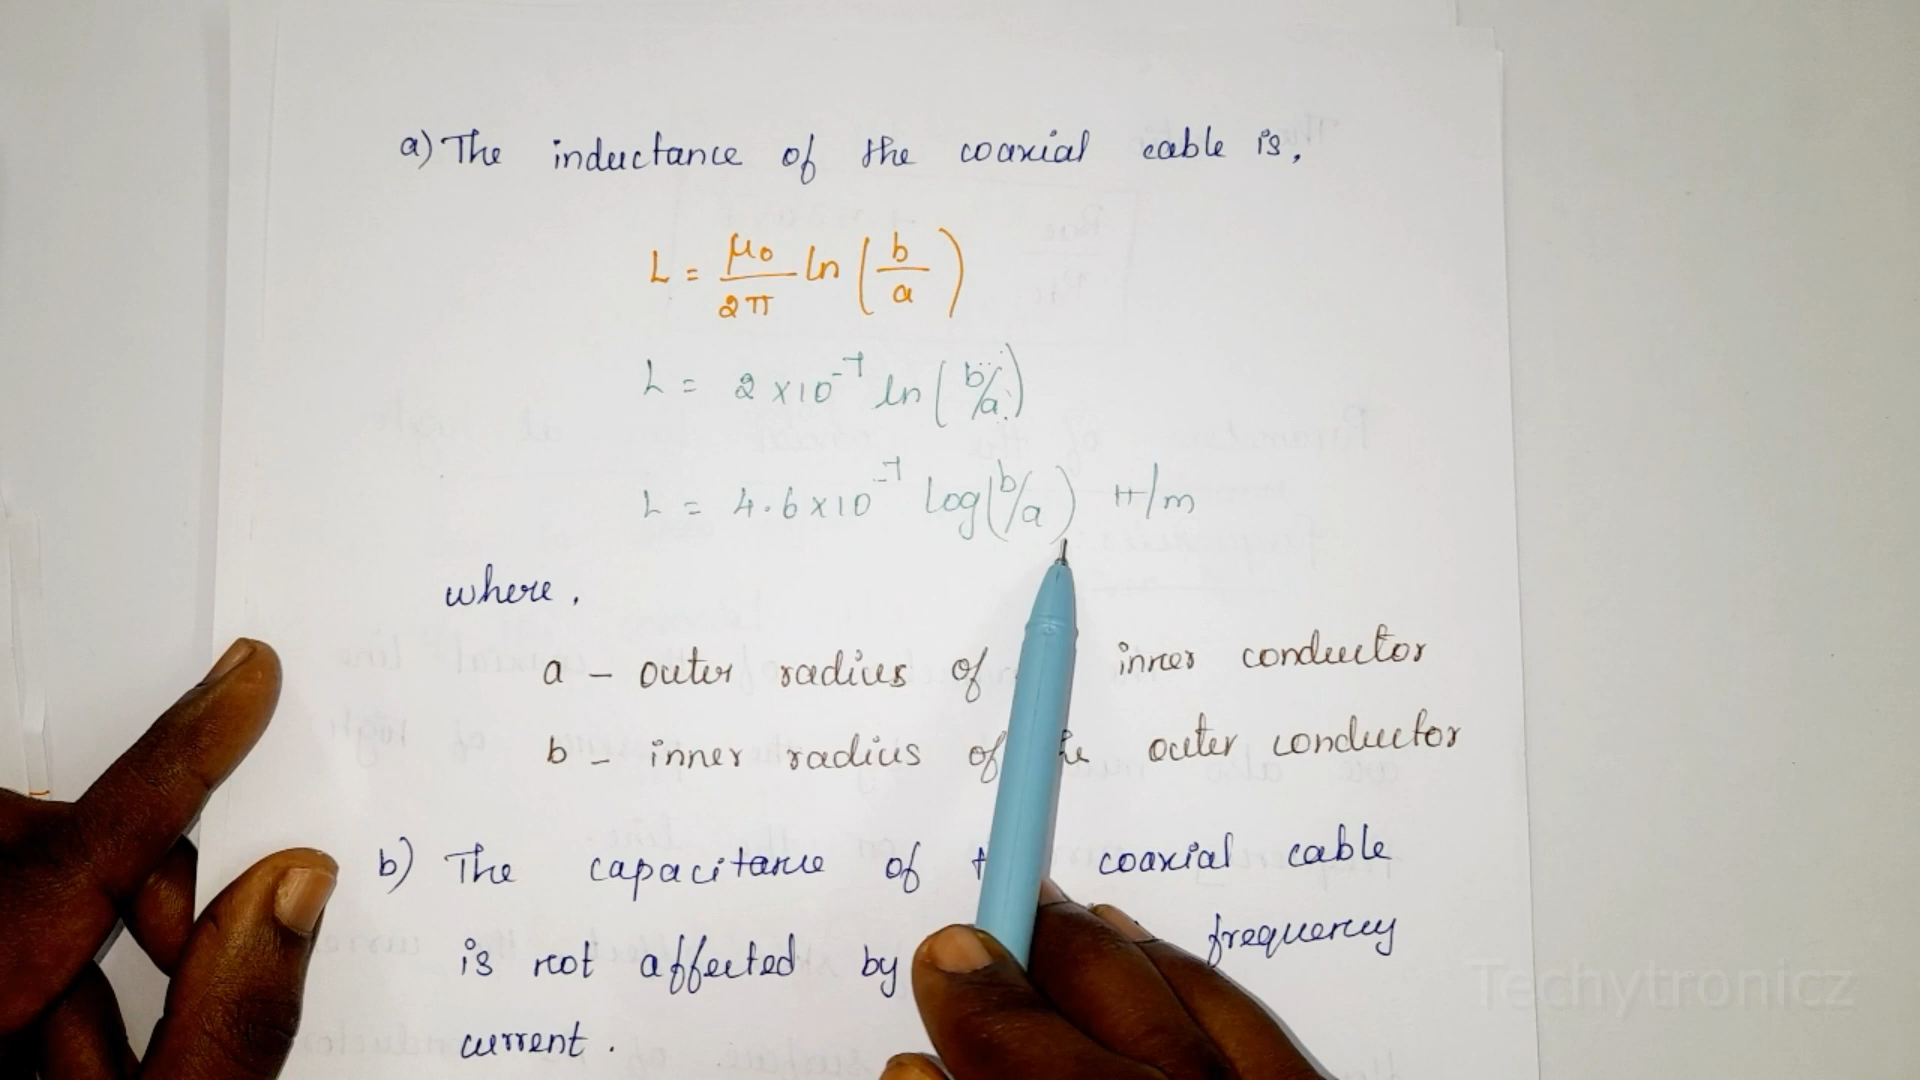 a) The inductance of the coaxial cable is,
L = μ₀/2π ln (b/a)
L = 2 × 10⁻⁷ ln (b/a)
L = 4.6 × 10⁻⁷ log (b/a) H/m
where,
a – outer radius of inner conductor
b – inner radius of outer conductor
b) The capacitance of coaxial cable
is not affected by frequency
current.
Techytronicz